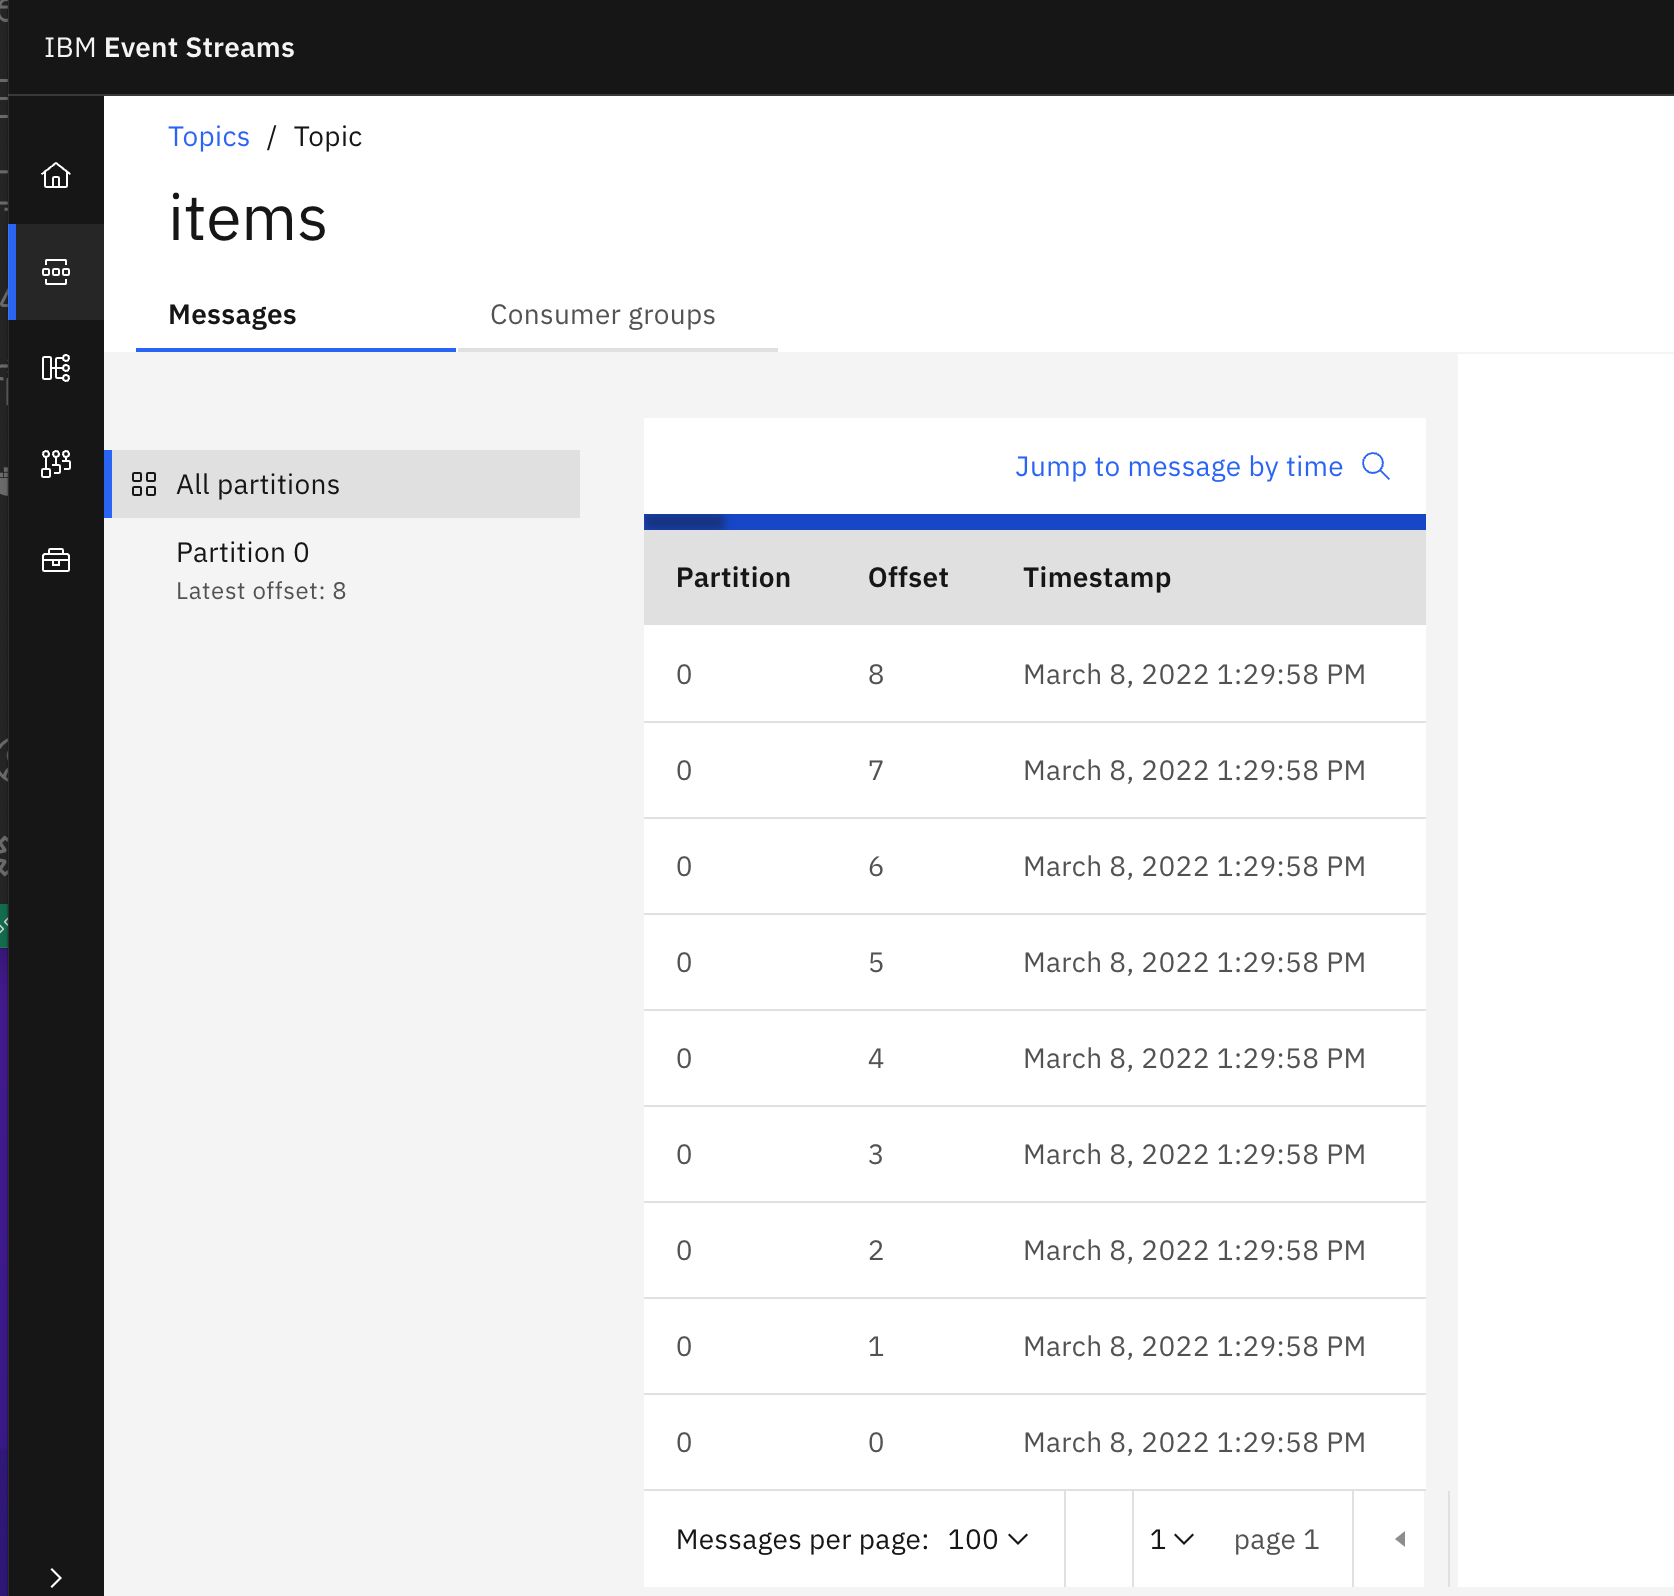 IBM Event Streams
Topics / Topic
items
Messages Consumer groups
Jump to message by time
All partitions
Partition 0
Latest offset: 8
Partition Offset Timestamp
0 8 March 8, 2022 1:29:58 PM
0 7 March 8, 2022 1:29:58 PM
0 6 March 8, 2022 1:29:58 PM
0 5 March 8, 2022 1:29:58 PM
0 4 March 8, 2022 1:29:58 PM
0 3 March 8, 2022 1:29:58 PM
0 2 March 8, 2022 1:29:58 PM
0 1 March 8, 2022 1:29:58 PM
0 0 March 8, 2022 1:29:58 PM
Messages per page: 100 1 page 1